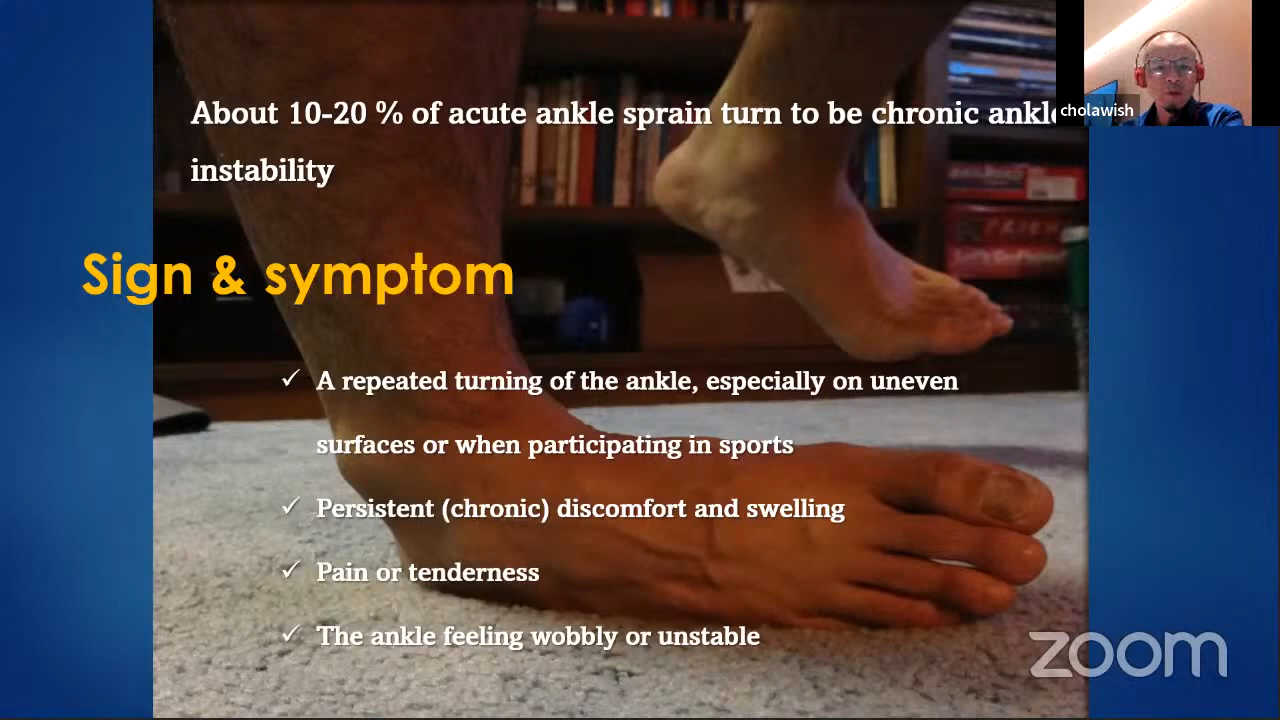 About 10-20 % of acute ankle sprain turn to be chronic ankle
instability
cholawish
Sign & symptom
✓ A repeated turning of the ankle, especially on uneven
surfaces or when participating in sports
✓ Persistent (chronic) discomfort and swelling
✓ Pain or tenderness
✓ The ankle feeling wobbly or unstable
zoom